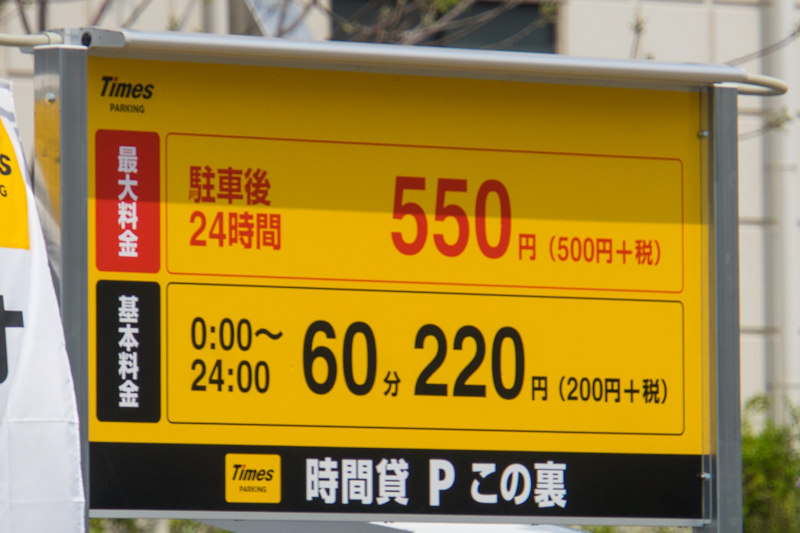 Times
PARKING
最大料金
駐車後
24時間
550円(500円+税)
基本料金
0:00〜
24:00
60分 220円(200円+税)
Times
PARKING
時間貸 P この裏